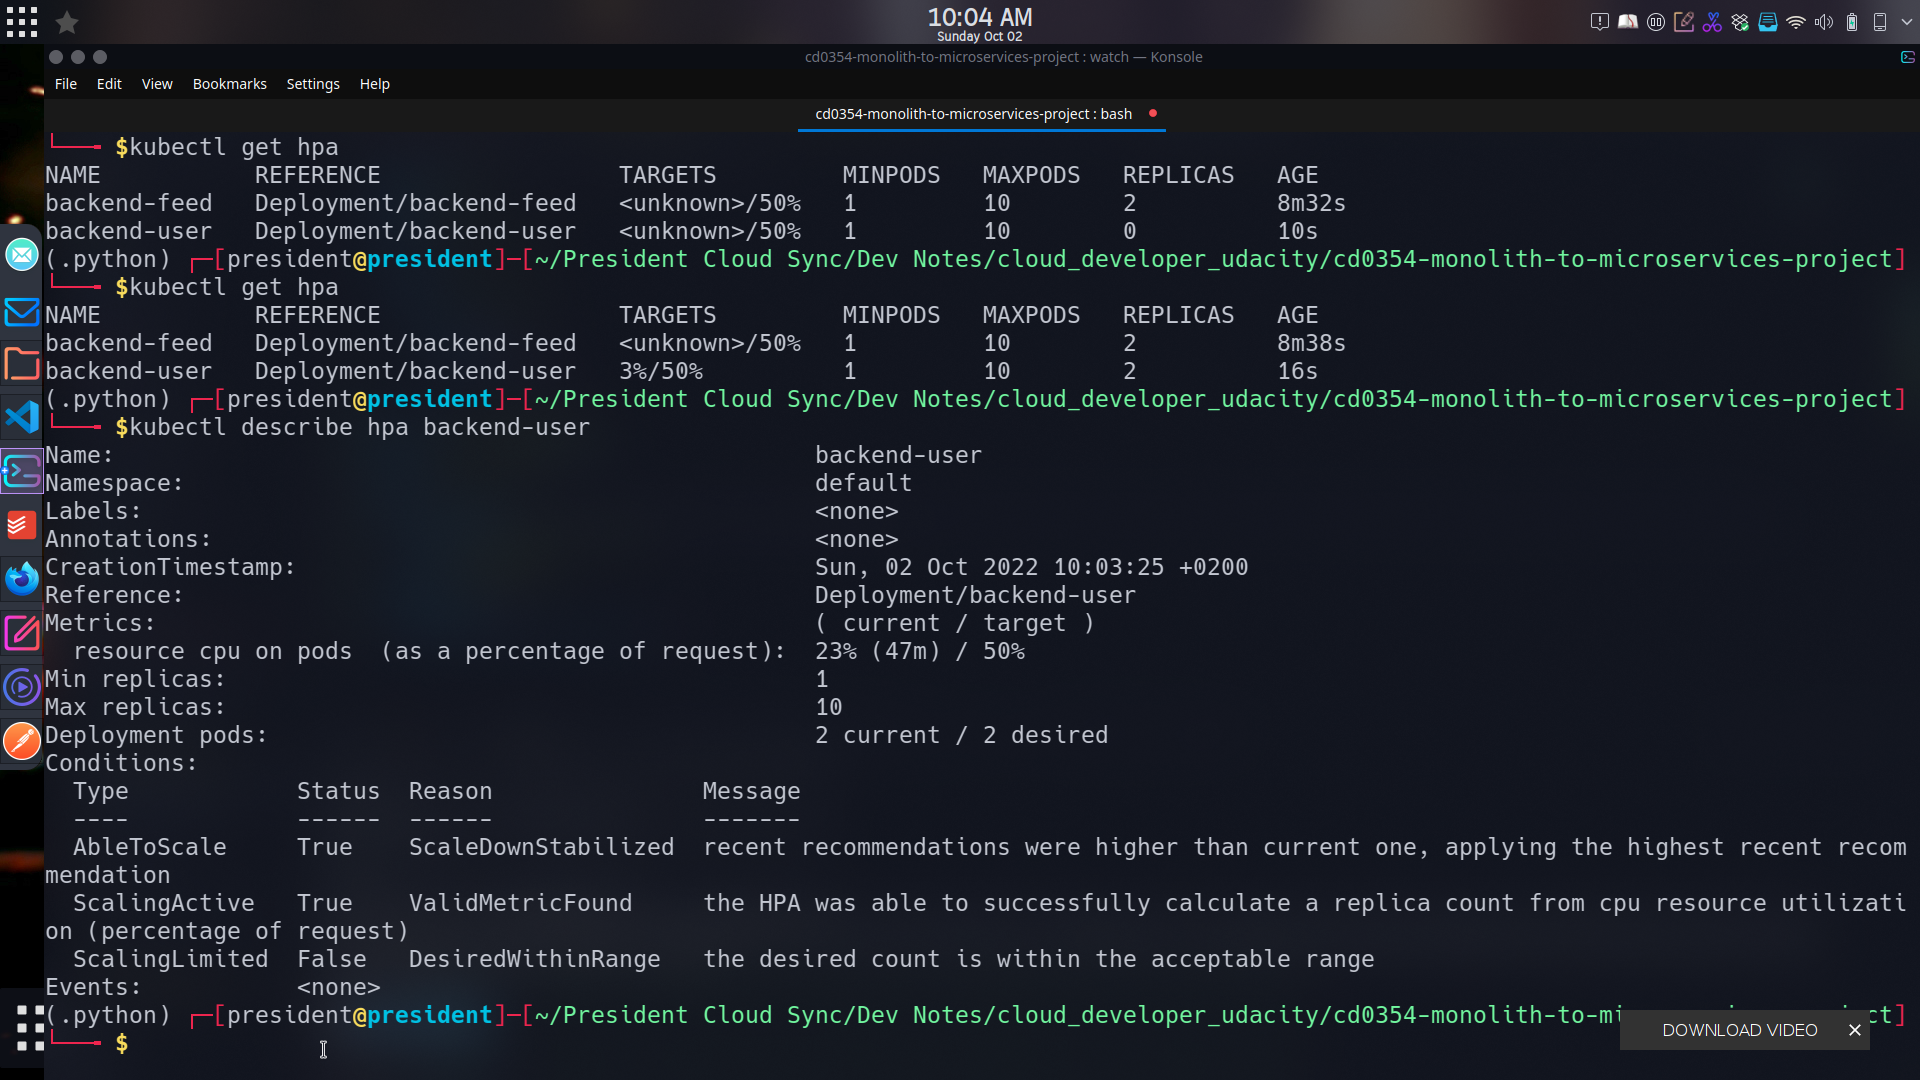 10:04 AM
Sunday Oct 02
cd0354-monolith-to-microservices-project : watch — Konsole
File Edit View Bookmarks Settings Help
cd0354-monolith-to-microservices-project : bash
$kubectl get hpa
NAME REFERENCE TARGETS MINPODS MAXPODS REPLICAS AGE
backend-feed Deployment/backend-feed <unknown>/50% 1 10 2 8m32s
backend-user Deployment/backend-user <unknown>/50% 1 10 0 10s
(.python) ┌─[president@president]─[~/President Cloud Sync/Dev Notes/cloud_developer_udacity/cd0354-monolith-to-microservices-project]
└──╼ $kubectl get hpa
NAME REFERENCE TARGETS MINPODS MAXPODS REPLICAS AGE
backend-feed Deployment/backend-feed <unknown>/50% 1 10 2 8m38s
backend-user Deployment/backend-user 3%/50% 1 10 2 16s
(.python) ┌─[president@president]─[~/President Cloud Sync/Dev Notes/cloud_developer_udacity/cd0354-monolith-to-microservices-project]
└──╼ $kubectl describe hpa backend-user
Name: backend-user
Namespace: default
Labels: <none>
Annotations: <none>
CreationTimestamp: Sun, 02 Oct 2022 10:03:25 +0200
Reference: Deployment/backend-user
Metrics: ( current / target )
resource cpu on pods (as a percentage of request): 23% (47m) / 50%
Min replicas: 1
Max replicas: 10
Deployment pods: 2 current / 2 desired
Conditions:
Type Status Reason Message
---- ------ ------ -------
AbleToScale True ScaleDownStabilized recent recommendations were higher than current one, applying the highest recent recom
mendation
ScalingActive True ValidMetricFound the HPA was able to successfully calculate a replica count from cpu resource utilizati
on (percentage of request)
ScalingLimited False DesiredWithinRange the desired count is within the acceptable range
Events: <none>
(.python) ┌─[president@president]─[~/President Cloud Sync/Dev Notes/cloud_developer_udacity/cd0354-monolith-to-mi ct]
└──╼ $
DOWNLOAD VIDEO ✕